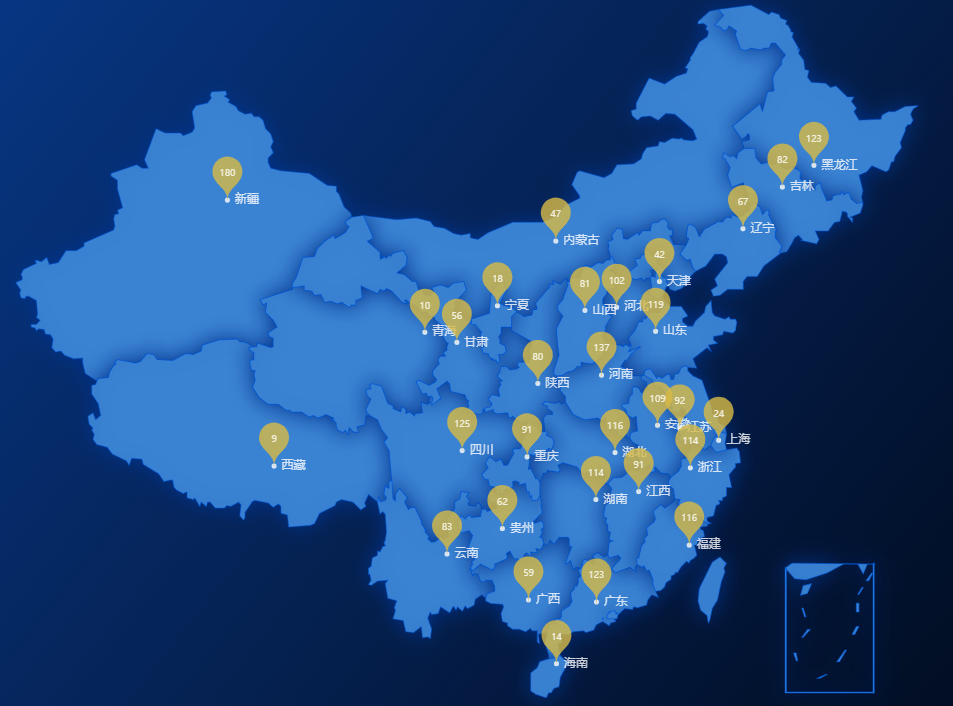 123
黑龙江
82
吉林
180
新疆
67
辽宁
47
内蒙古
42
天津
18
宁夏
81
山西
102
河北
119
山东
10
青海
56
甘肃
137
河南
80
陕西
109
安徽
92
江苏
24
上海
125
四川
91
重庆
116
湖北
114
浙江
9
西藏
114
湖南
91
江西
62
贵州
116
福建
83
云南
59
广西
123
广东
14
海南